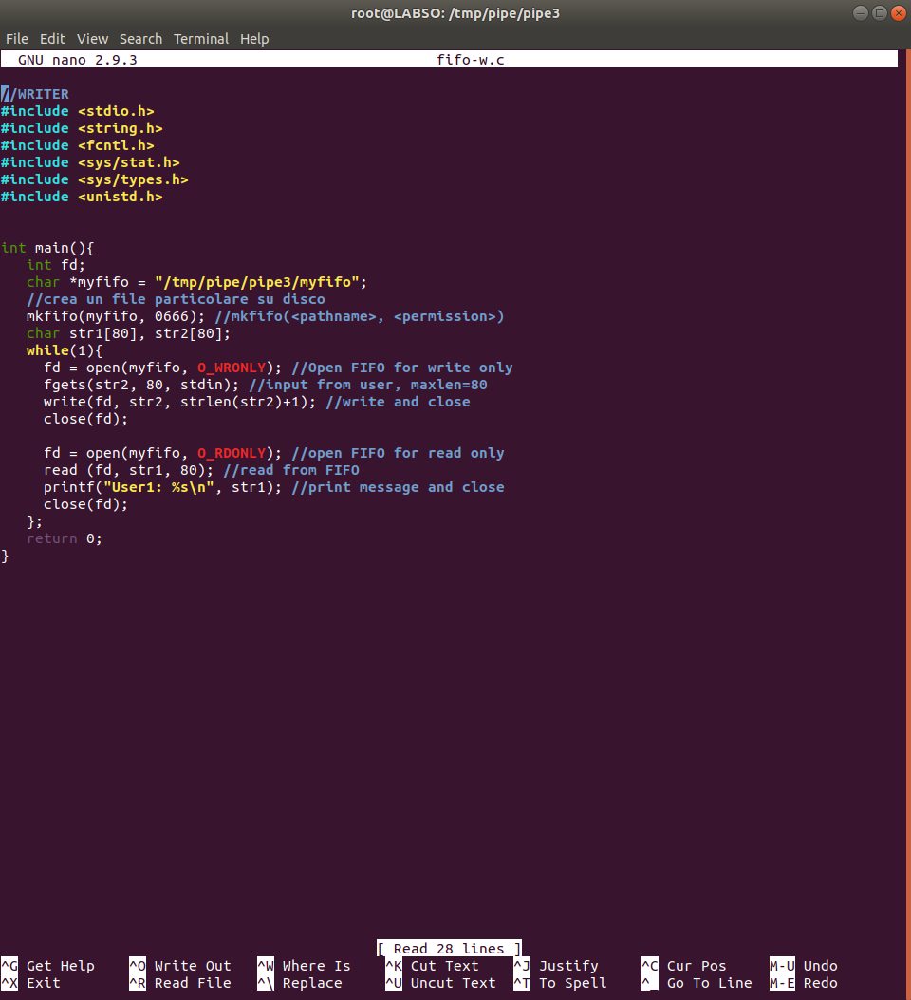 root@LABSO: /tmp/pipe/pipe3
File Edit View Search Terminal Help
GNU nano 2.9.3 fifo-w.c
//WRITER
#include <stdio.h>
#include <string.h>
#include <fcntl.h>
#include <sys/stat.h>
#include <sys/types.h>
#include <unistd.h>
int main(){
int fd;
char *myfifo = "/tmp/pipe/pipe3/myfifo";
//crea un file particolare su disco
mkfifo(myfifo, 0666); //mkfifo(<pathname>, <permission>)
char str1[80], str2[80];
while(1){
fd = open(myfifo, O_WRONLY); //Open FIFO for write only
fgets(str2, 80, stdin); //input from user, maxlen=80
write(fd, str2, strlen(str2)+1); //write and close
close(fd);
fd = open(myfifo, O_RDONLY); //open FIFO for read only
read (fd, str1, 80); //read from FIFO
printf("User1: %s\n", str1); //print message and close
close(fd);
};
return 0;
}
[ Read 28 lines ]
^G Get Help ^O Write Out ^W Where Is ^K Cut Text ^J Justify ^C Cur Pos M-U Undo
^X Exit ^R Read File ^\ Replace ^U Uncut Text ^T To Spell ^_ Go To Line M-E Redo